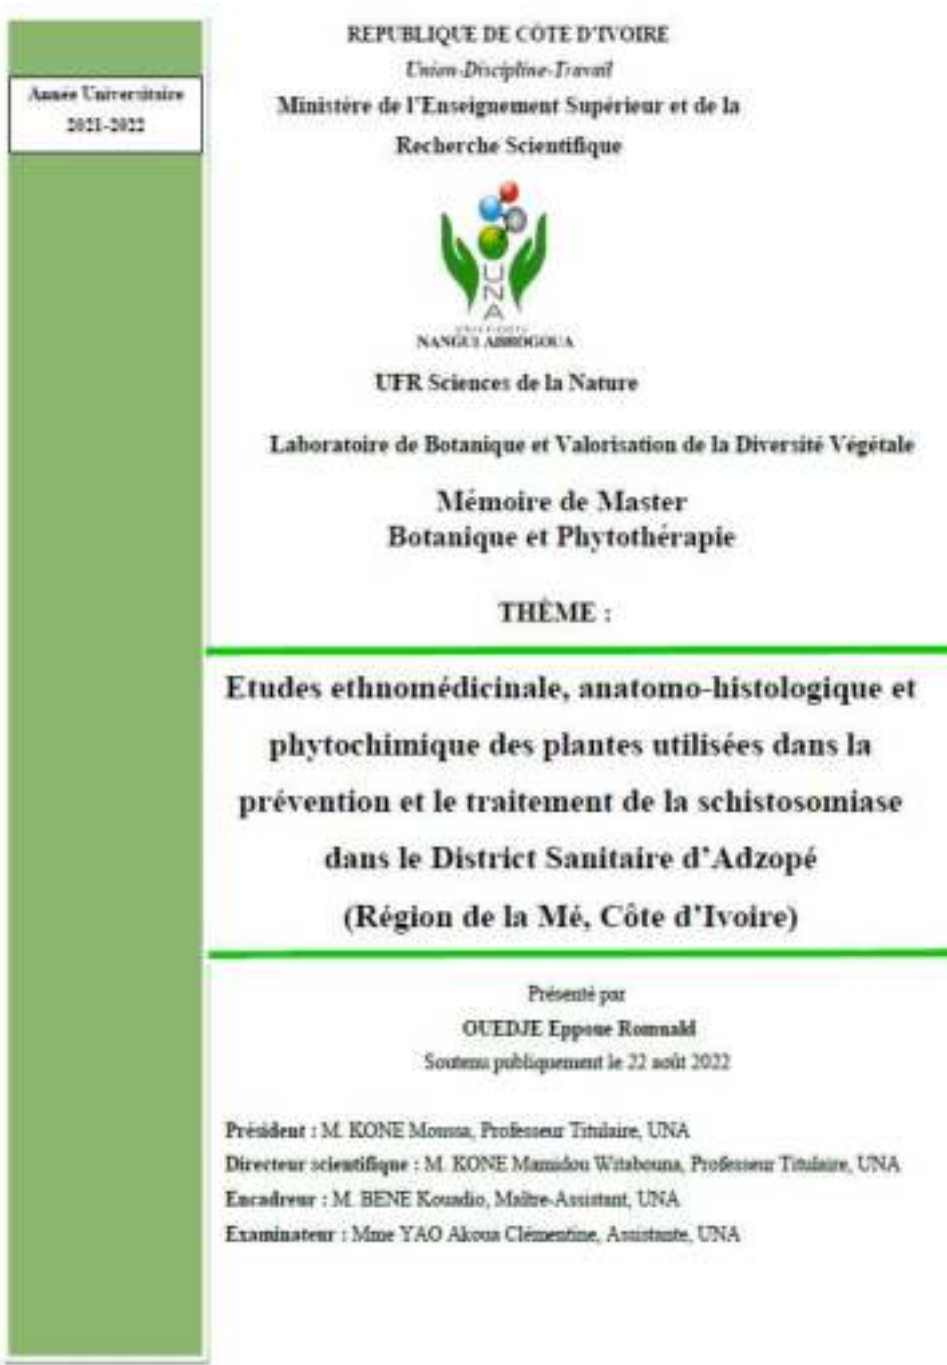 REPUBLIQUE DE CÔTE D'IVOIRE
Union-Discipline-Travail
Année Universitaire
2021-2022
Ministère de l'Enseignement Supérieur et de la
Recherche Scientifique
UNA
UNIVERSITE
NANGUI ABROGOUA
UFR Sciences de la Nature
Laboratoire de Botanique et Valorisation de la Diversité Végétale
Mémoire de Master
Botanique et Phytothérapie
THÈME :
Etudes ethnomédicinale, anatomo-histologique et
phytochimique des plantes utilisées dans la
prévention et le traitement de la schistosomiase
dans le District Sanitaire d'Adzopé
(Région de la Mé, Côte d'Ivoire)
Présenté par
OUEDJE Eppoue Romuald
Soutenu publiquement le 22 août 2022
Président : M. KONE Moussa, Professeur Titulaire, UNA
Directeur scientifique : M. KONE Mamidou Witabouna, Professeur Titulaire, UNA
Encadreur : M. BENE Kouadio, Maître-Assistant, UNA
Examinateur : Mme YAO Akoua Clémentine, Assistante, UNA